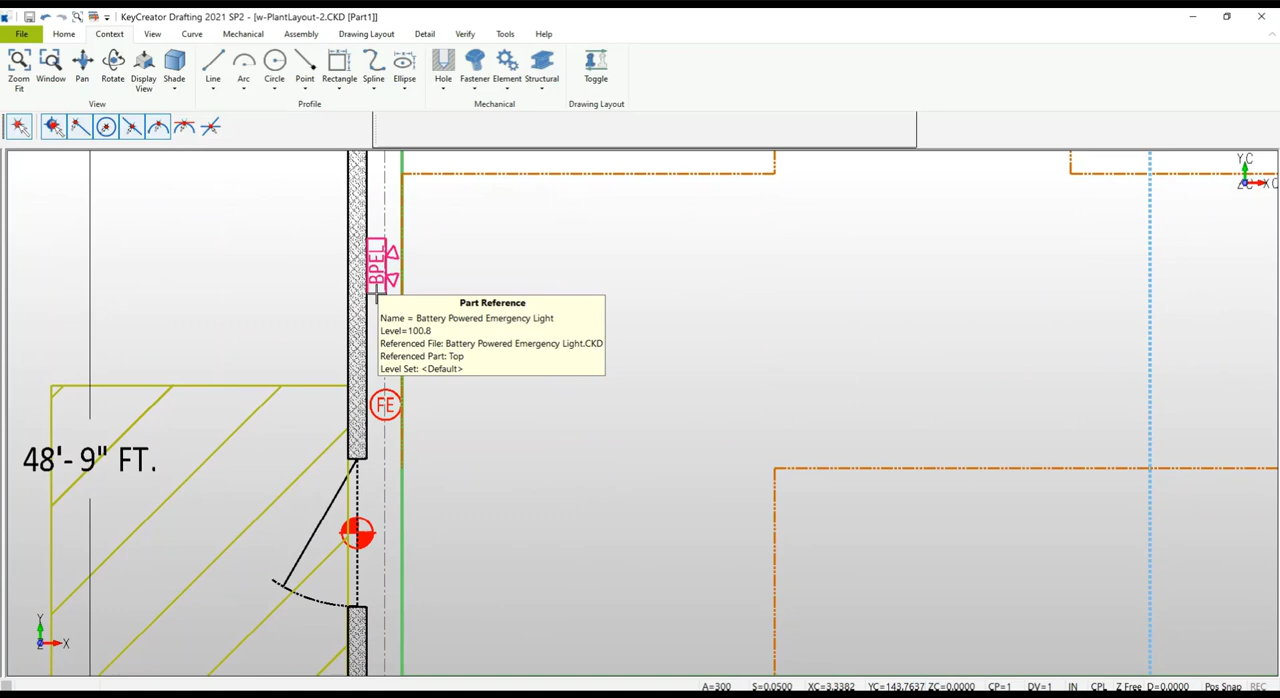 KeyCreator Drafting 2021 SP2 - [w-PlantLayout-2.CKD [Part1]]
File Home Context View Curve Mechanical Assembly Drawing Layout Detail Verify Tools Help
Zoom Fit Window Pan Rotate Display View Shade Line Arc Circle Point Rectangle Spline Ellipse Hole Fastener Element Structural Toggle
View Profile Mechanical Drawing Layout
YC
ZC XC
BPEL
Part Reference
Name = Battery Powered Emergency Light
Level=100.8
Referenced File: Battery Powered Emergency Light.CKD
Referenced Part: Top
Level Set: <Default>
FE
48'- 9" FT.
Y
Z X
A=300 S=0.0500 XC=3.3382 YC=143.7637 ZC=0.0000 CP=1 DV=1 IN CPL Z Free D=0.0000 Pos Snap REC